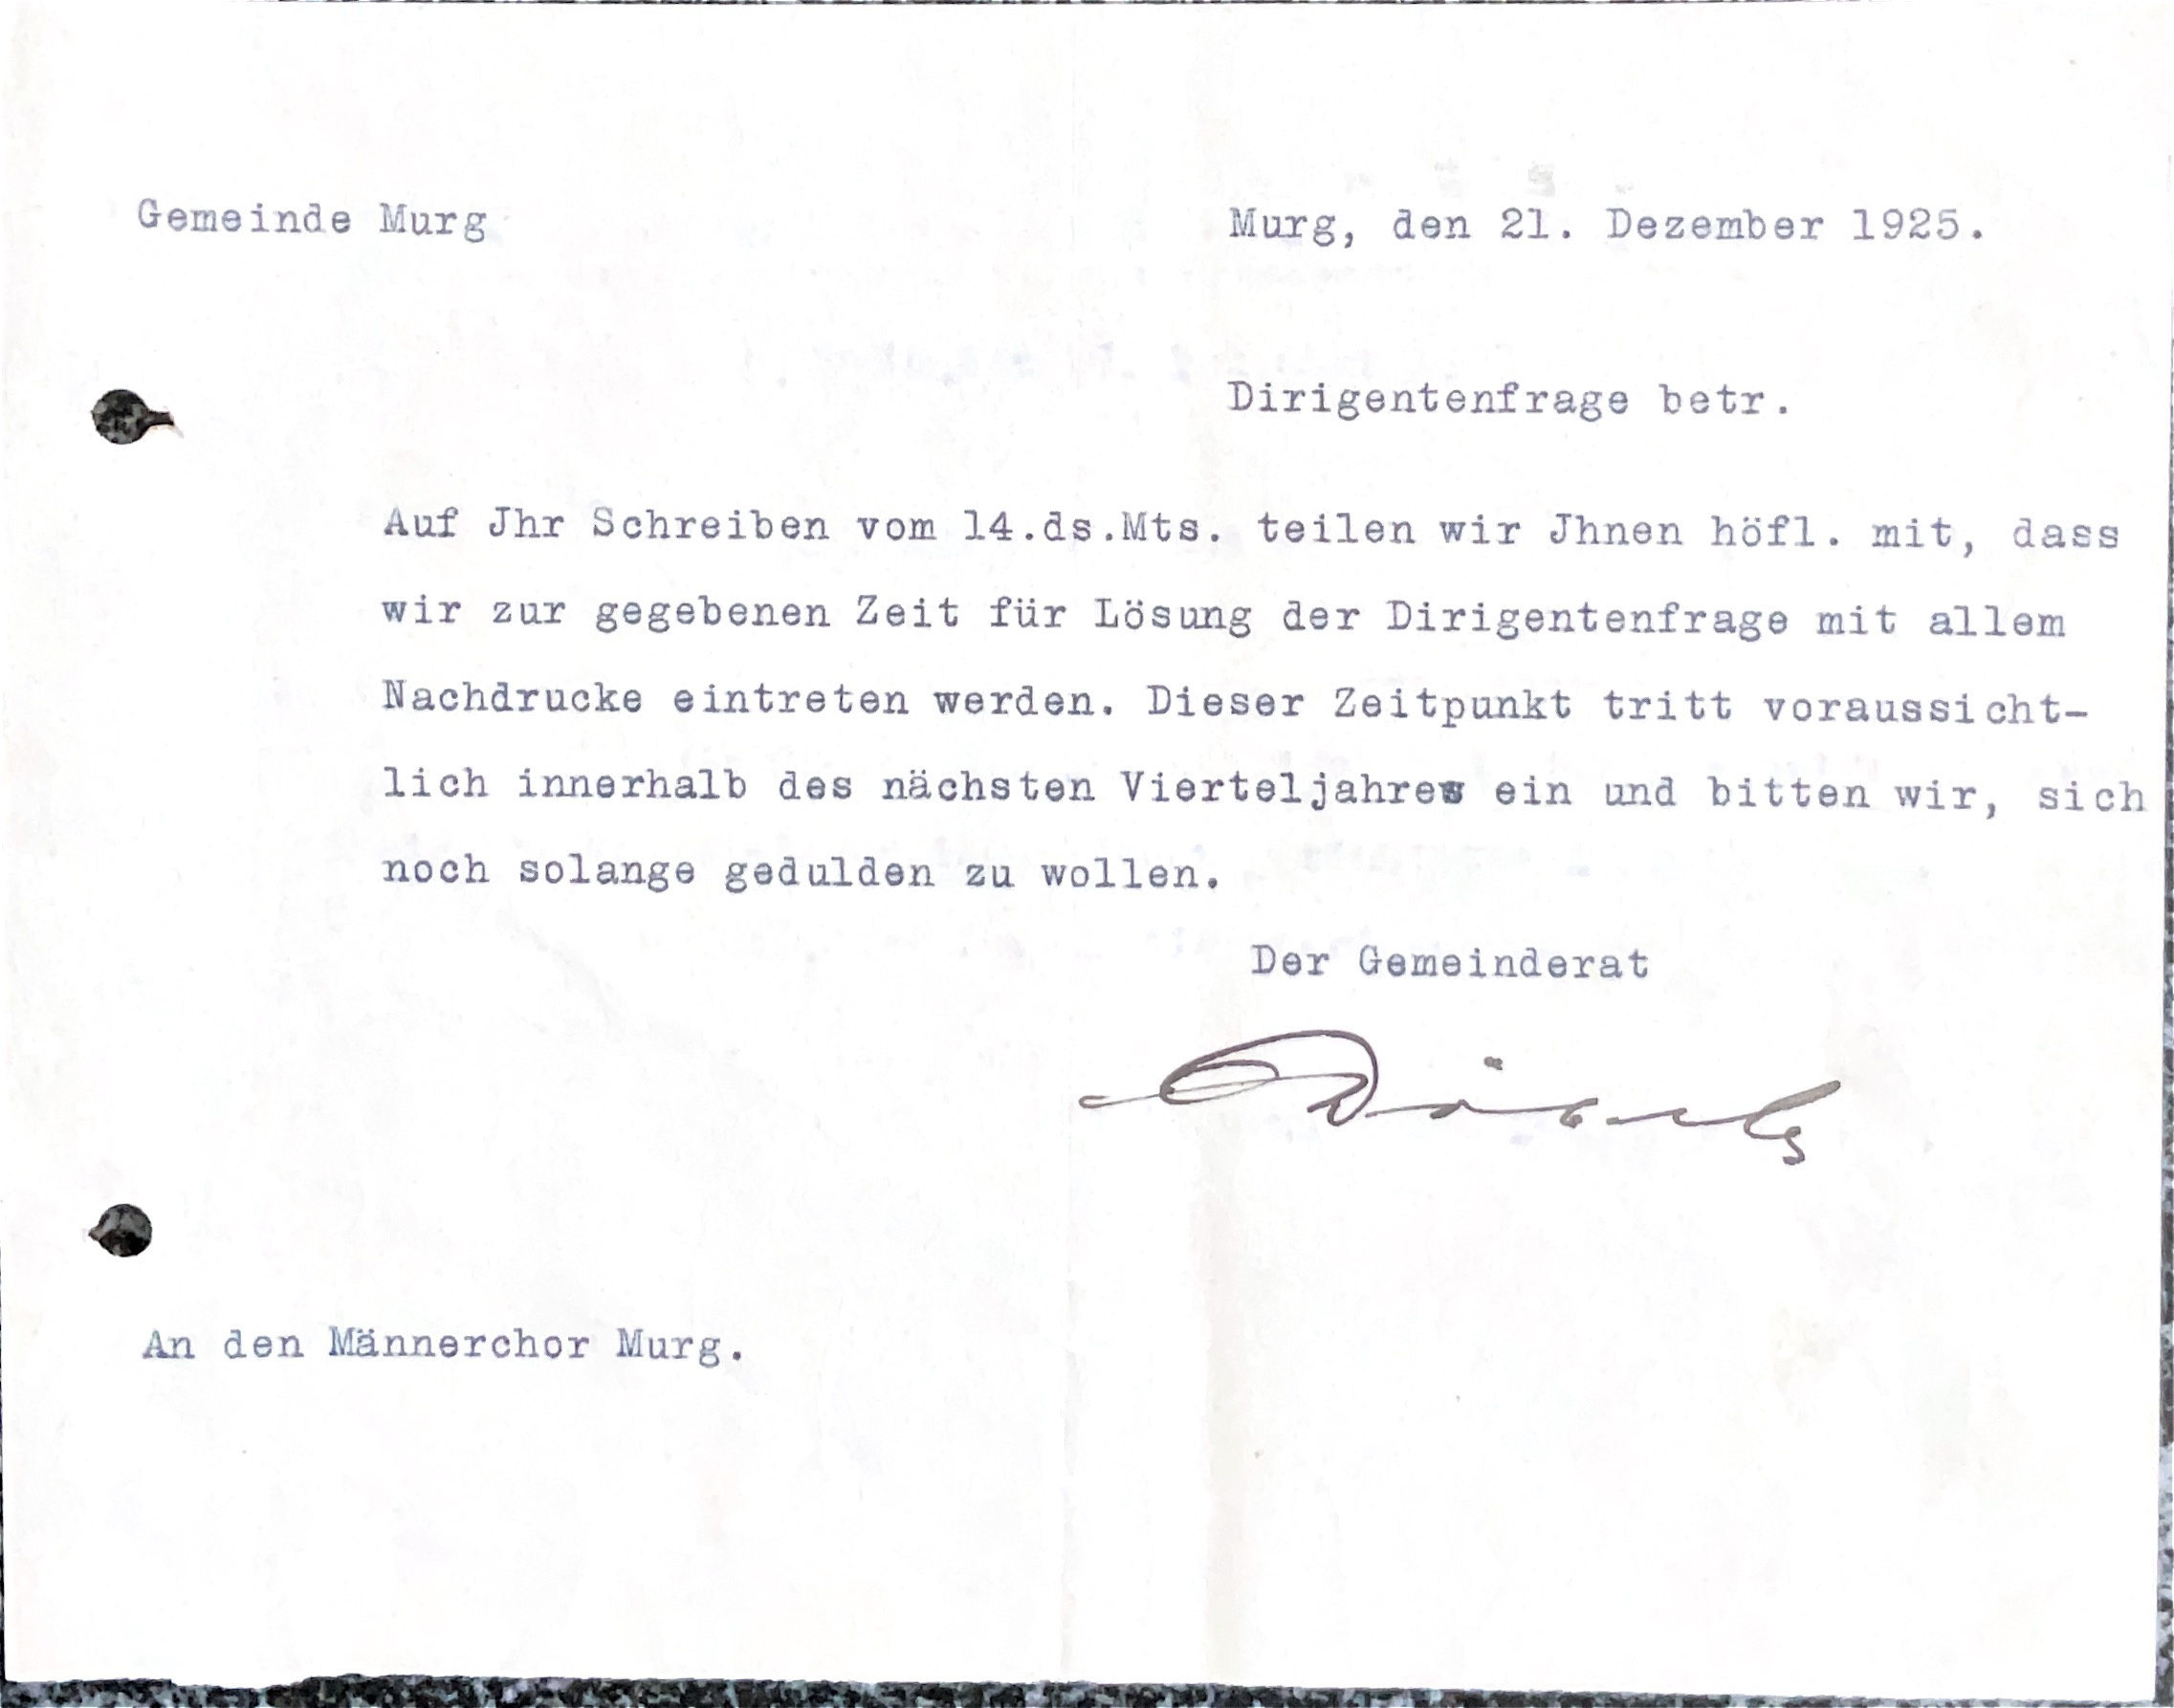 Gemeinde Murg
Murg, den 21. Dezember 1925.
Dirigentenfrage betr.
Auf Jhr Schreiben vom 14.ds.Mts. teilen wir Jhnen höfl. mit, dass
wir zur gegebenen Zeit für Lösung der Dirigentenfrage mit allem
Nachdrucke eintreten werden. Dieser Zeitpunkt tritt voraussicht-
lich innerhalb des nächsten Vierteljahres ein und bitten wir, sich
noch solange gedulden zu wollen.
Der Gemeinderat
An den Männerchor Murg.